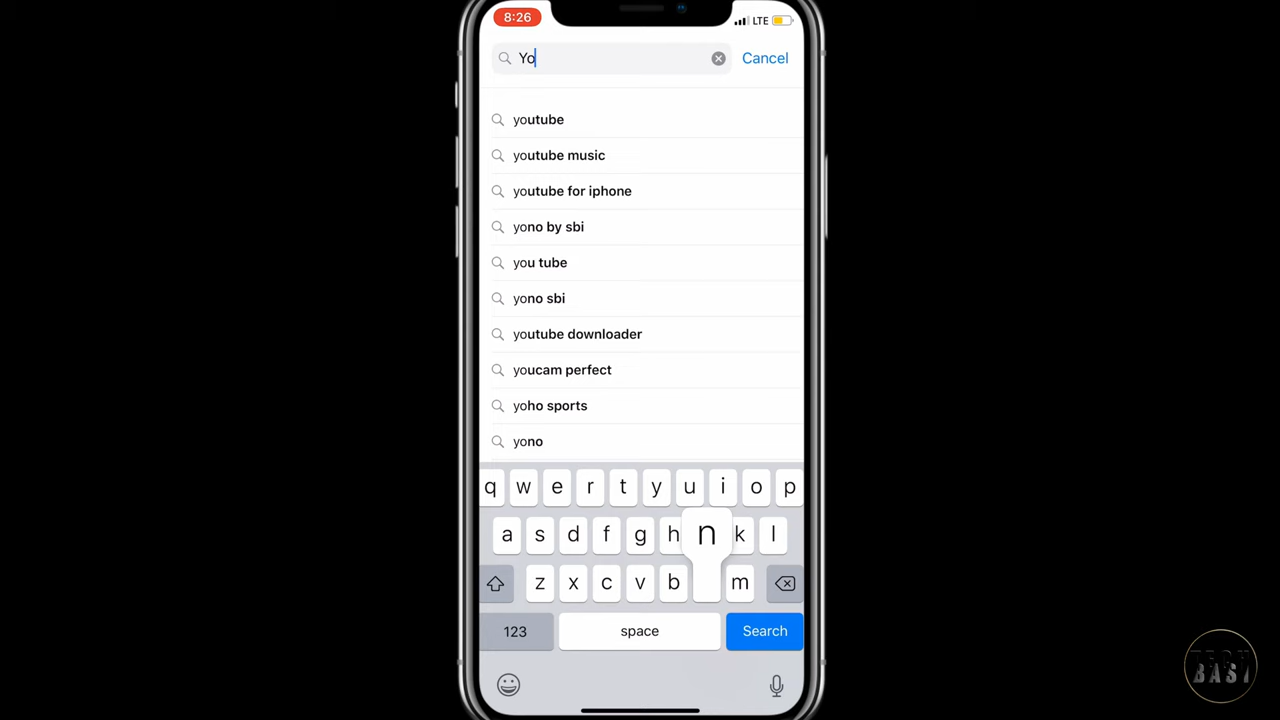 8:26
LTE
Yo
Cancel
youtube
youtube music
youtube for iphone
yono by sbi
you tube
yono sbi
youtube downloader
youcam perfect
yoho sports
yono
q w e r t y u i o p
a s d f g h n k l
z x c v b m
123 space Search
BAST